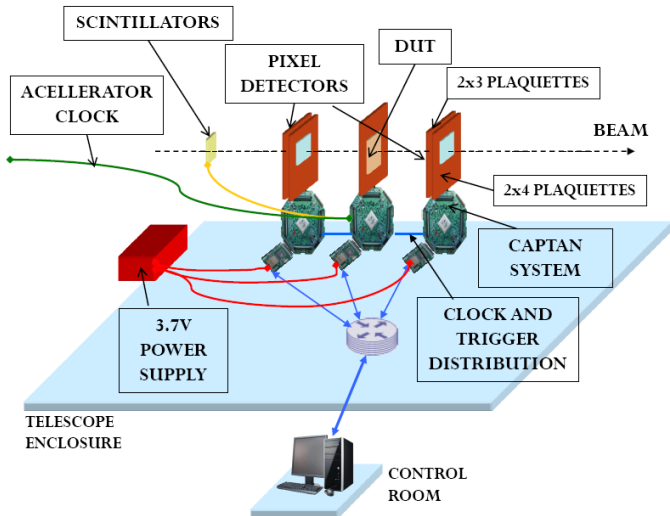 SCINTILLATORS
DUT
PIXEL
DETECTORS
2x3 PLAQUETTES
ACELLERATOR
CLOCK
BEAM
2x4 PLAQUETTES
CAPTAN
SYSTEM
3.7V
POWER
SUPPLY
CLOCK AND
TRIGGER
DISTRIBUTION
TELESCOPE
ENCLOSURE
CONTROL
ROOM